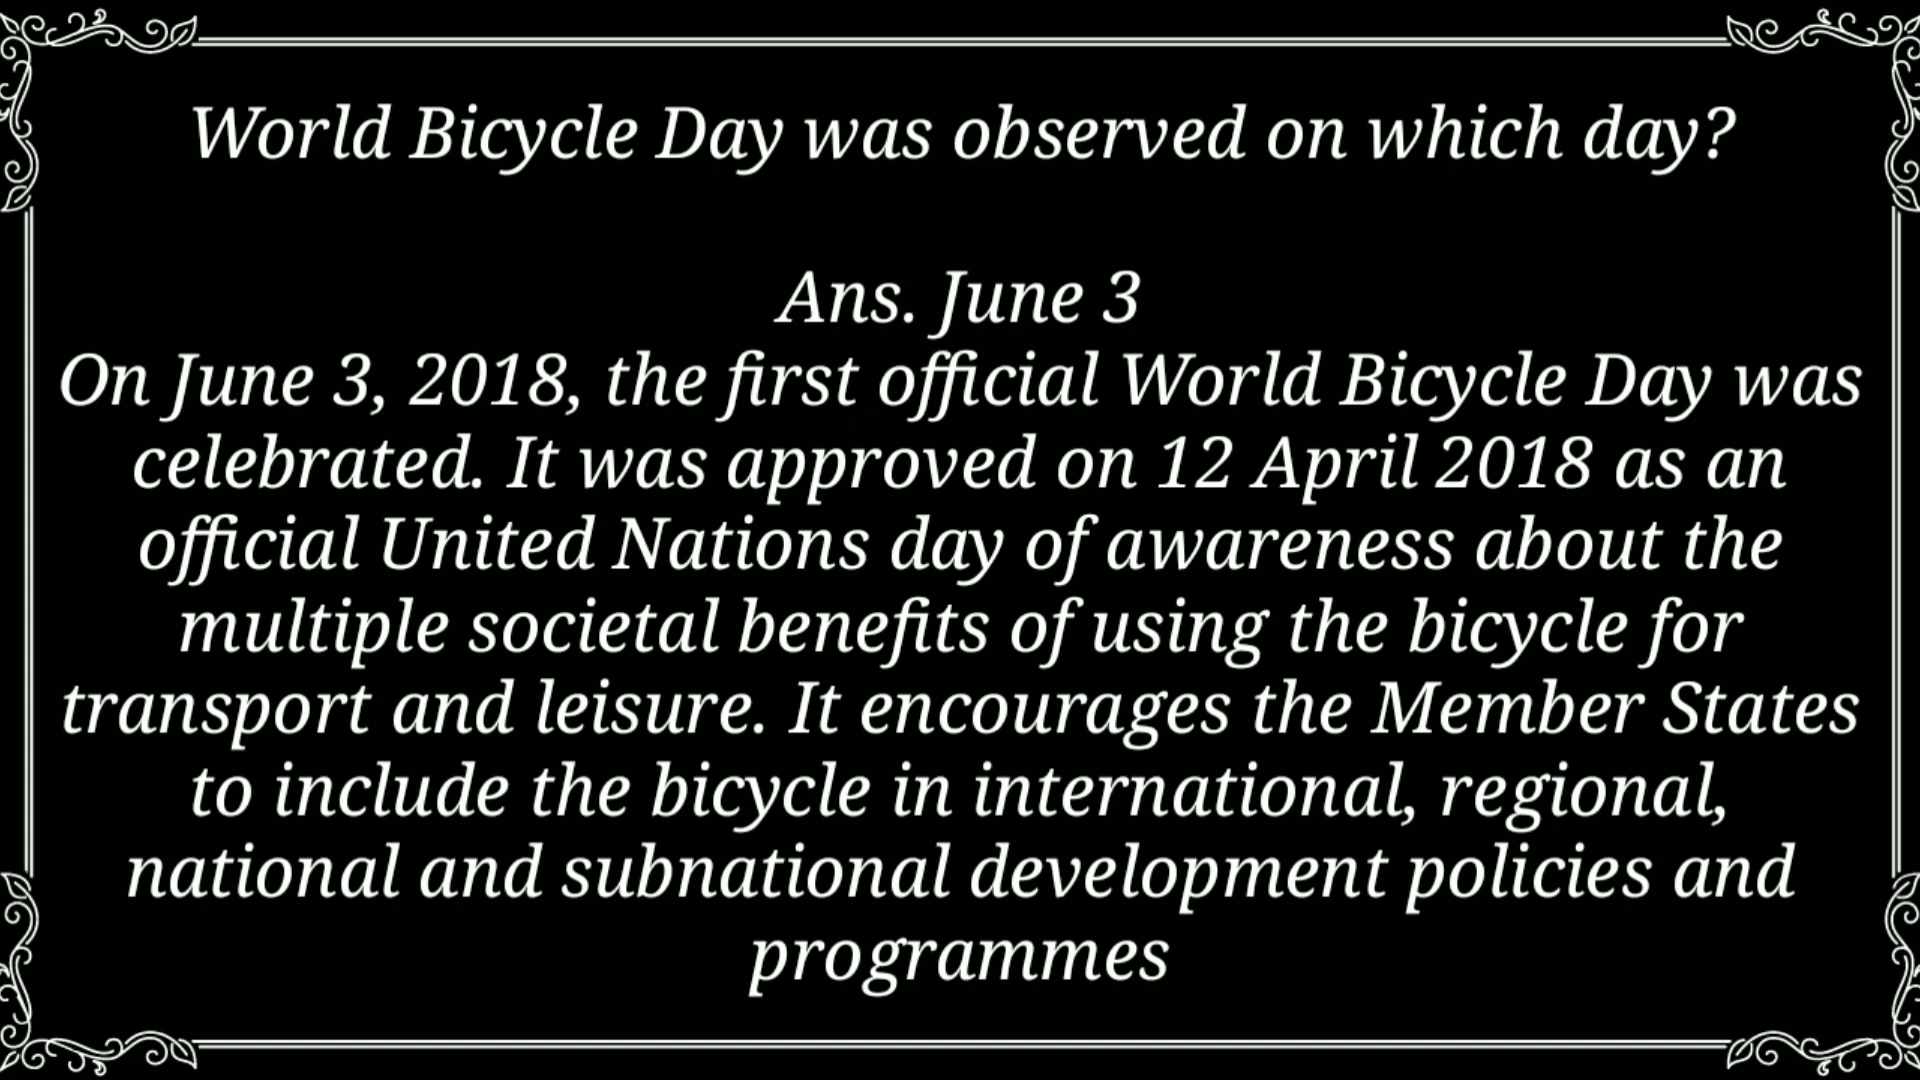 World Bicycle Day was observed on which day?
Ans. June 3
On June 3, 2018, the first official World Bicycle Day was
celebrated. It was approved on 12 April 2018 as an
official United Nations day of awareness about the
multiple societal benefits of using the bicycle for
transport and leisure. It encourages the Member States
to include the bicycle in international, regional,
national and subnational development policies and
programmes